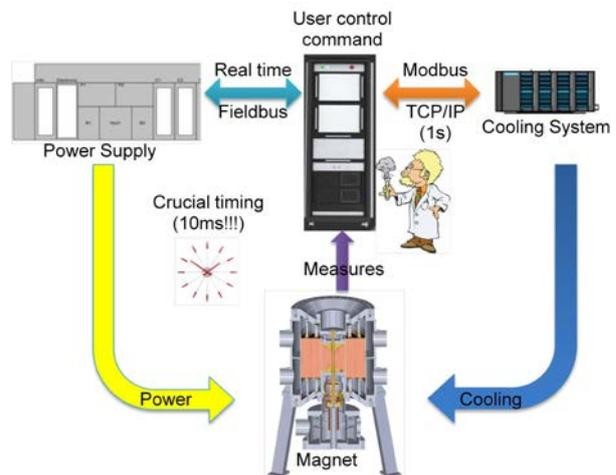 User control
command
Real time
Fieldbus
Modbus
TCP/IP
(1s)
Power Supply
Cooling System
Crucial timing
(10ms!!!)
Measures
Power
Cooling
Magnet